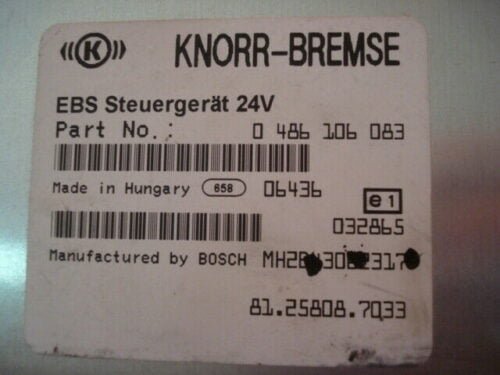 ((K)) KNORR-BREMSE
EBS Steuergerät 24V
Part No.: 0 486 106 083
Made in Hungary 658 06436 e1
032865
Manufactured by BOSCH
81.25808.7033